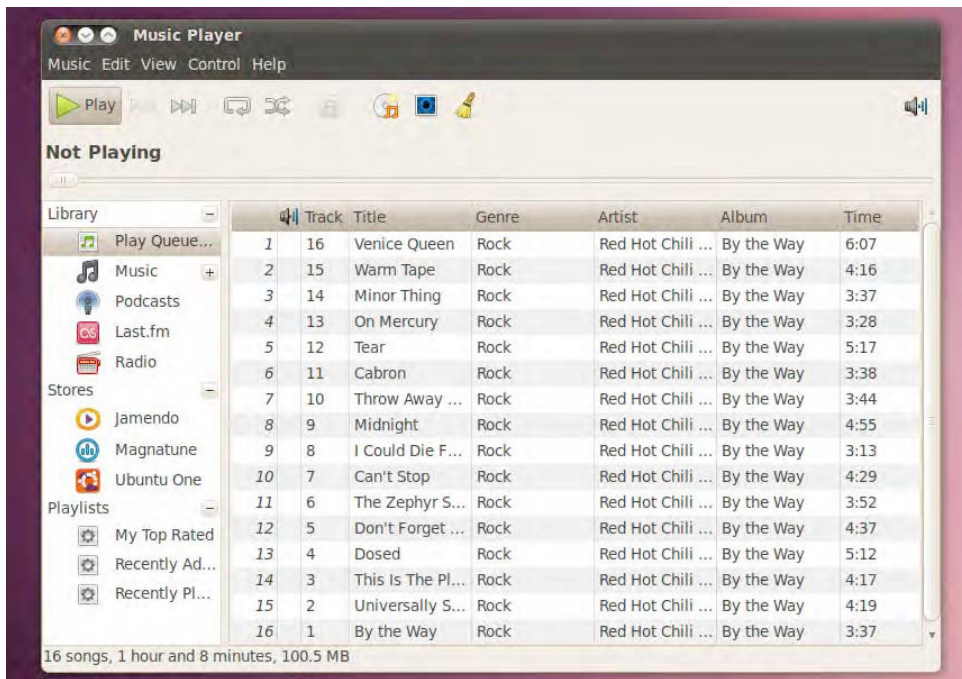 Music Player
Music Edit View Control Help
Play
Not Playing
Library
Play Queue...
Music
Podcasts
Last.fm
Radio
Stores
Jamendo
Magnatune
Ubuntu One
Playlists
My Top Rated
Recently Ad...
Recently Pl...
Track Title Genre Artist Album Time
1 16 Venice Queen Rock Red Hot Chili ... By the Way 6:07
2 15 Warm Tape Rock Red Hot Chili ... By the Way 4:16
3 14 Minor Thing Rock Red Hot Chili ... By the Way 3:37
4 13 On Mercury Rock Red Hot Chili ... By the Way 3:28
5 12 Tear Rock Red Hot Chili ... By the Way 5:17
6 11 Cabron Rock Red Hot Chili ... By the Way 3:38
7 10 Throw Away ... Rock Red Hot Chili ... By the Way 3:44
8 9 Midnight Rock Red Hot Chili ... By the Way 4:55
9 8 I Could Die F... Rock Red Hot Chili ... By the Way 3:13
10 7 Can't Stop Rock Red Hot Chili ... By the Way 4:29
11 6 The Zephyr S... Rock Red Hot Chili ... By the Way 3:52
12 5 Don't Forget ... Rock Red Hot Chili ... By the Way 4:37
13 4 Dosed Rock Red Hot Chili ... By the Way 5:12
14 3 This Is The Pl... Rock Red Hot Chili ... By the Way 4:17
15 2 Universally S... Rock Red Hot Chili ... By the Way 4:19
16 1 By the Way Rock Red Hot Chili ... By the Way 3:37
16 songs, 1 hour and 8 minutes, 100.5 MB